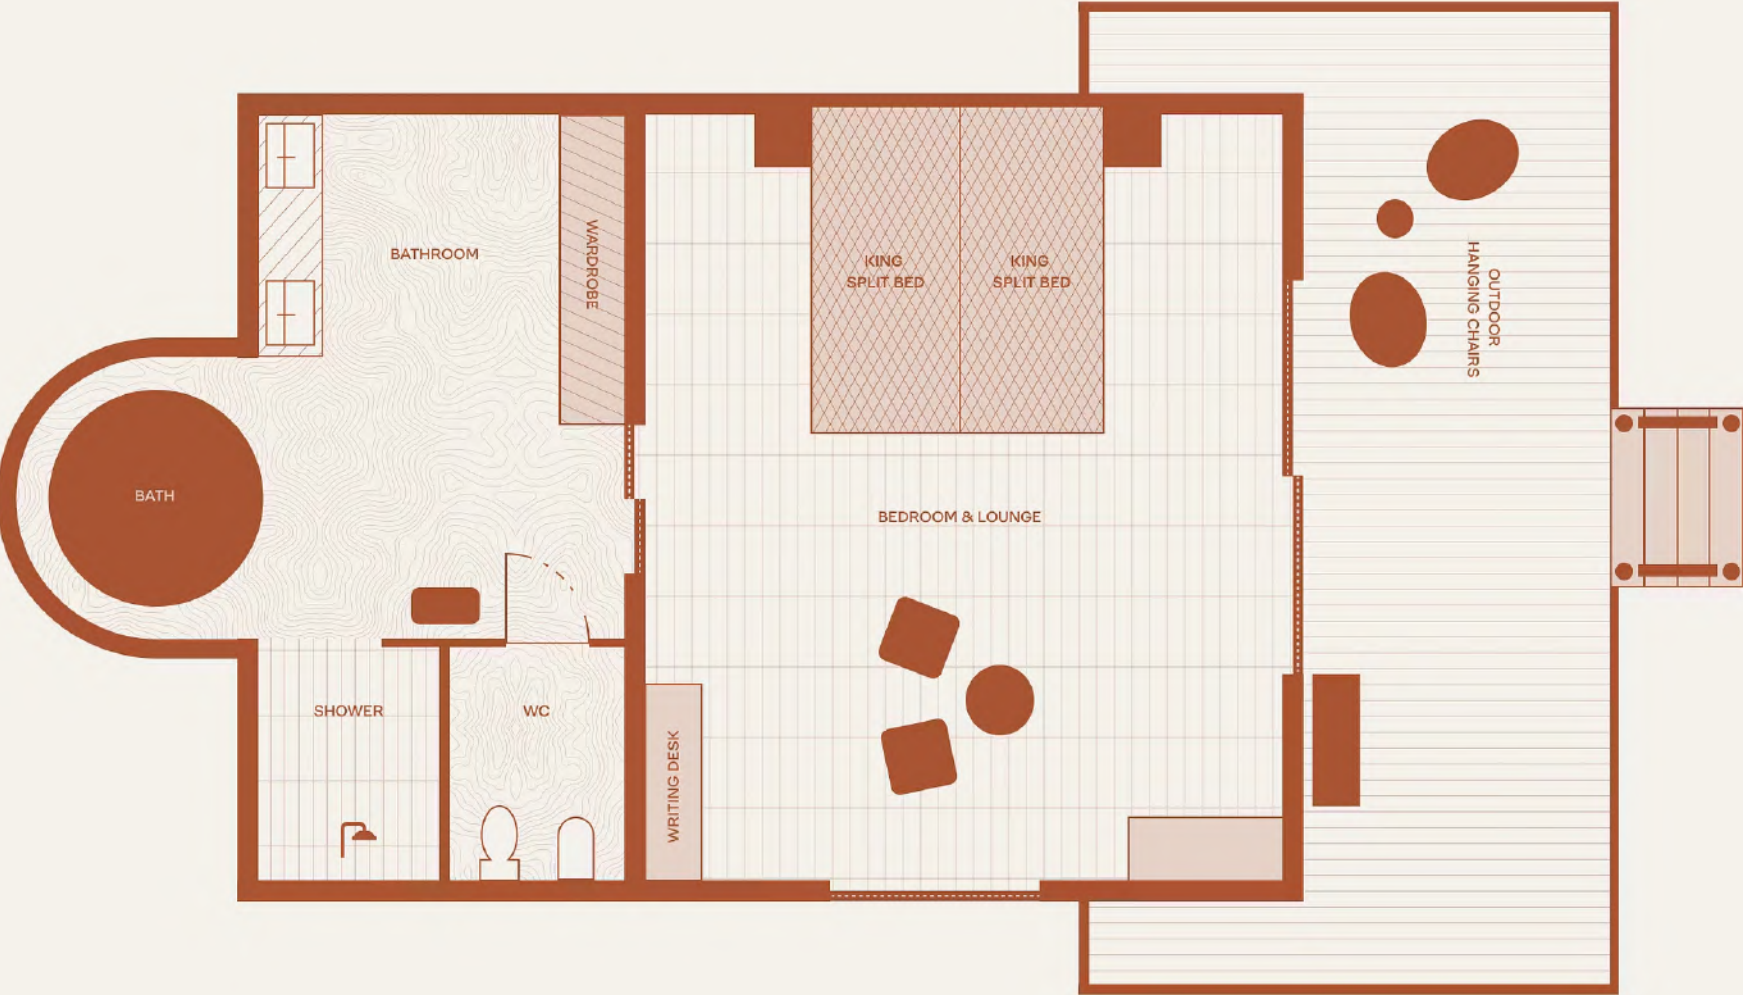 BATHROOM
WARDROBE
KING
SPLIT BED
KING
SPLIT BED
OUTDOOR
HANGING CHAIRS
BATH
BEDROOM & LOUNGE
SHOWER
WC
WRITING DESK